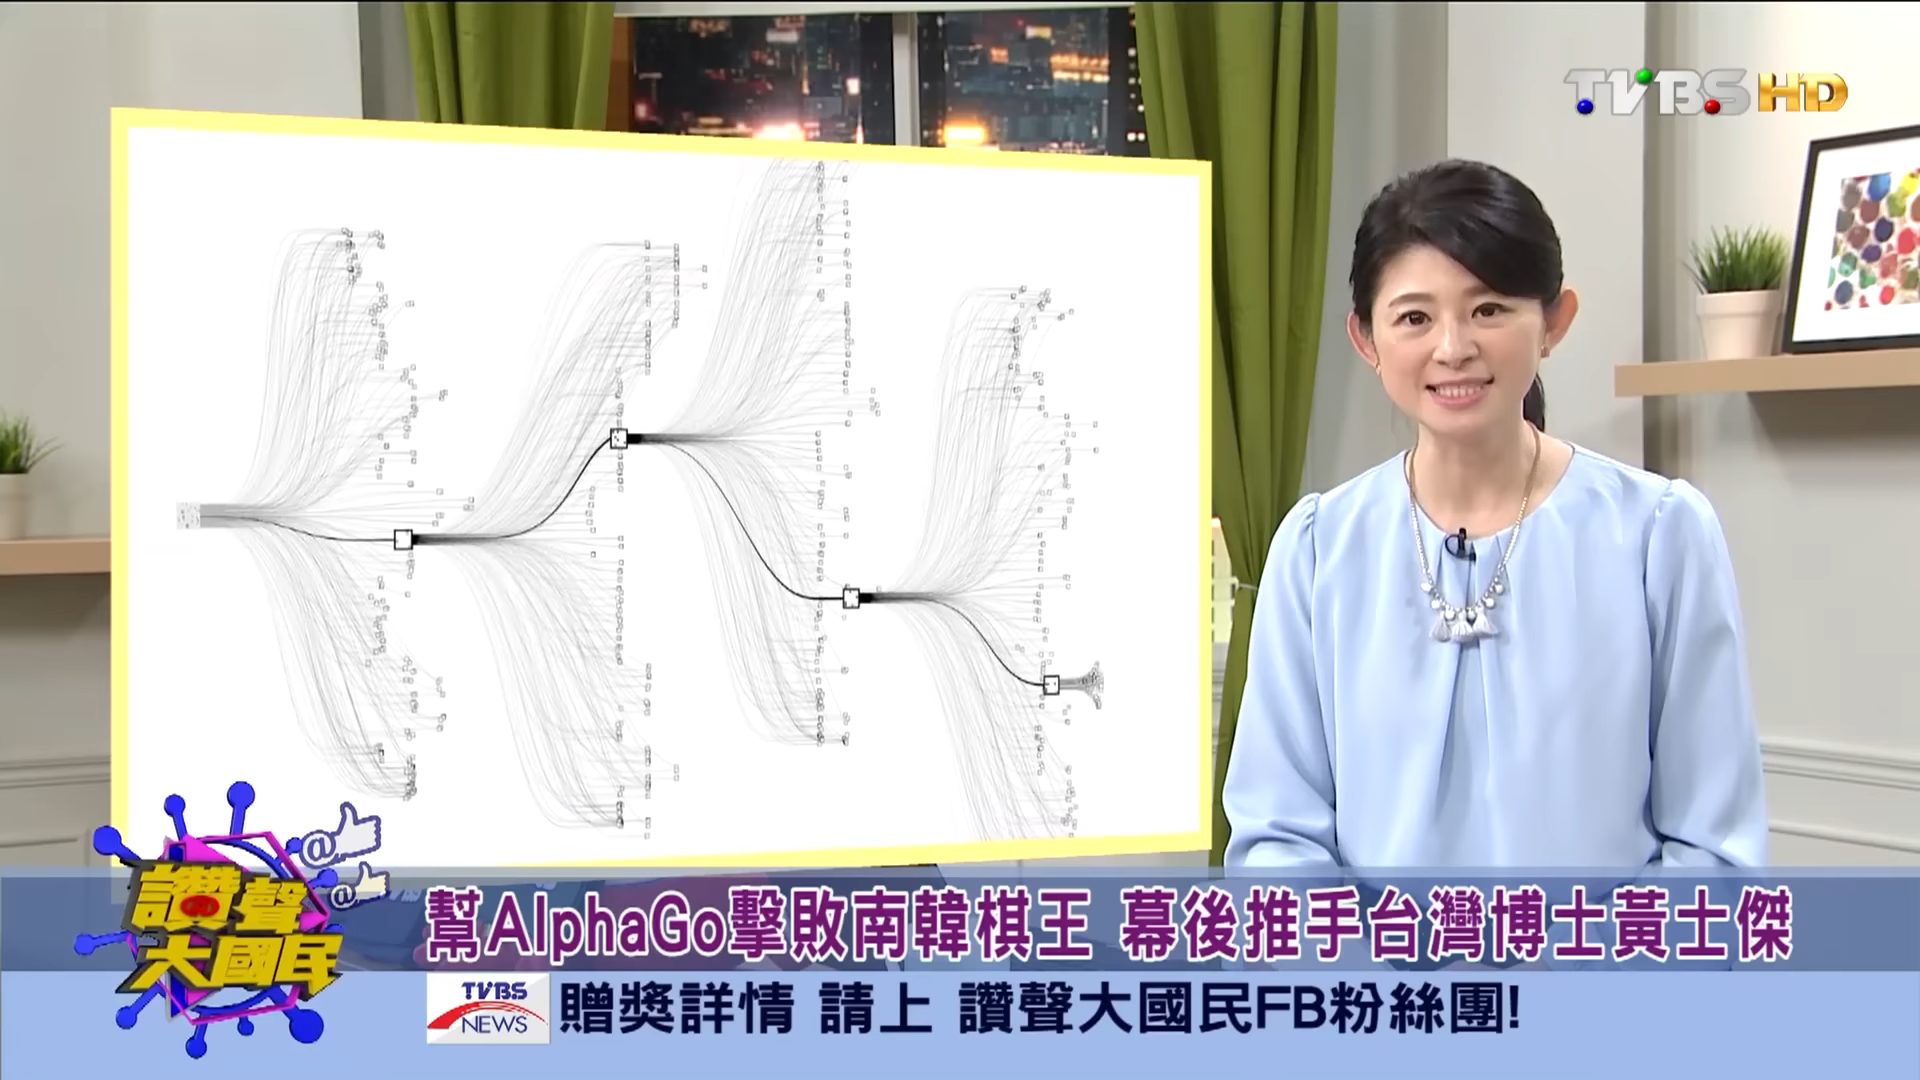 TVBS HD
讚聲
大國民
幫AlphaGo擊敗南韓棋王 幕後推手台灣博士黃士傑
TVBS NEWS
贈獎詳情 請上 讚聲大國民FB粉絲團!